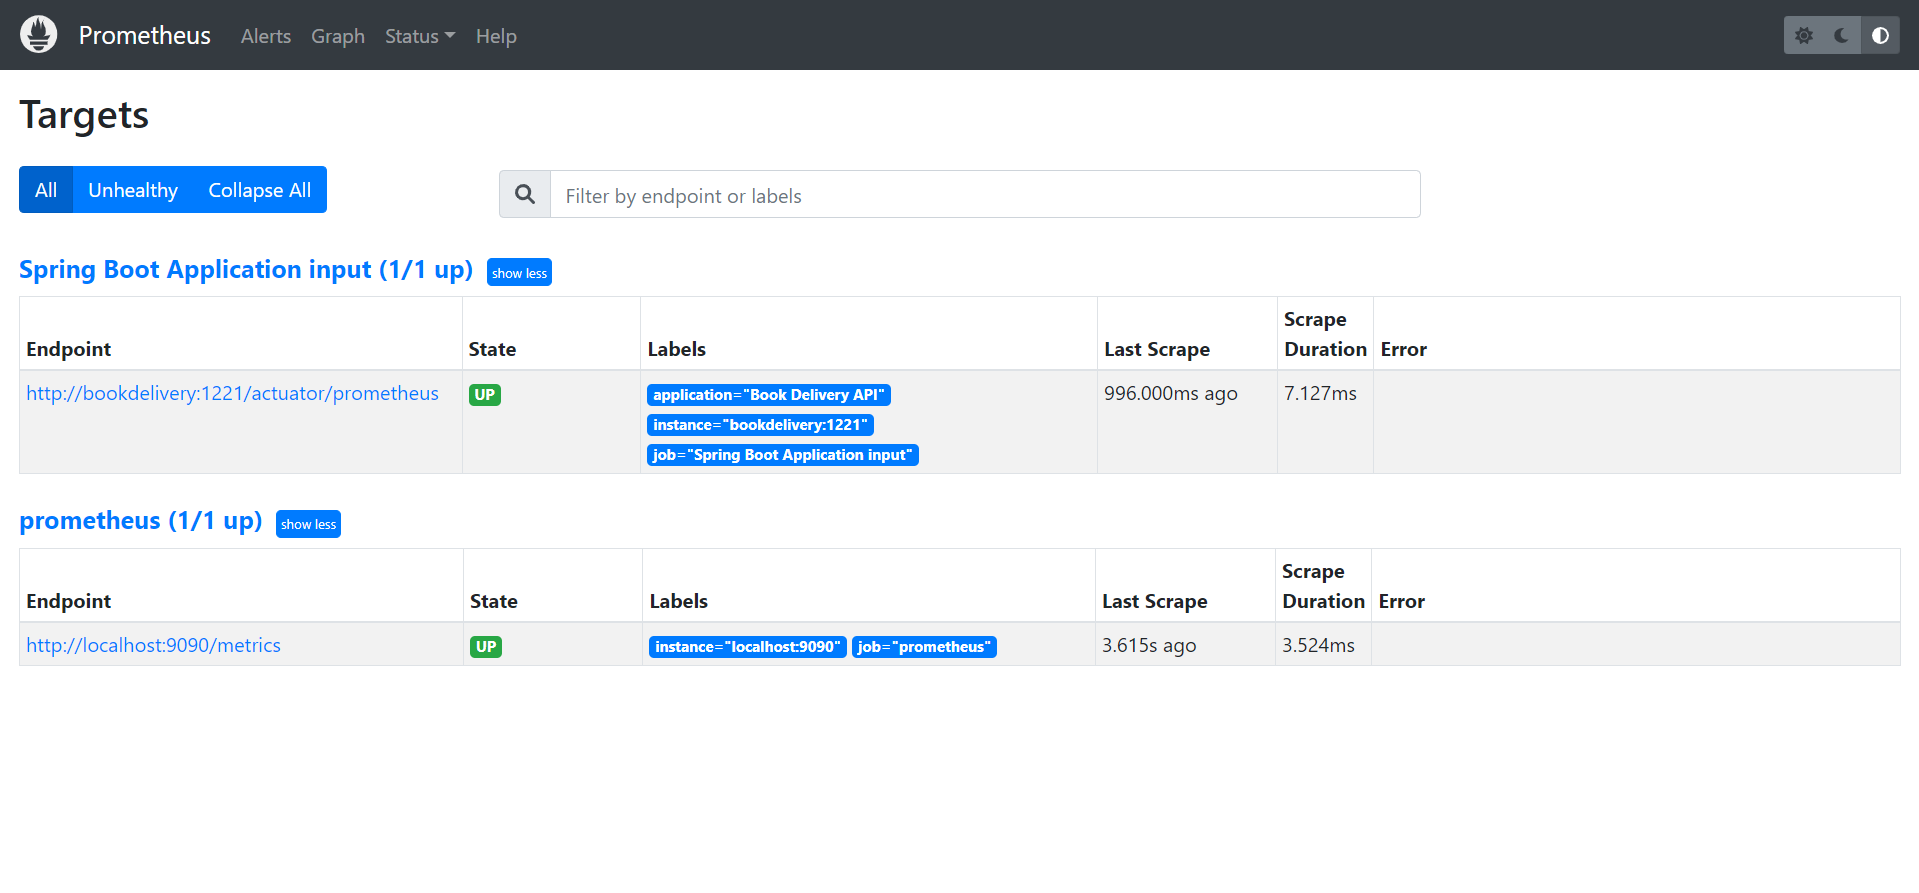 Prometheus Alerts Graph Status Help
Targets
All Unhealthy Collapse All
Filter by endpoint or labels
Spring Boot Application input (1/1 up) show less
Endpoint State Labels Last Scrape Scrape Duration Error
http://bookdelivery:1221/actuator/prometheus UP application="Book Delivery API" 996.000ms ago 7.127ms
instance="bookdelivery:1221"
job="Spring Boot Application input"
prometheus (1/1 up) show less
Endpoint State Labels Last Scrape Scrape Duration Error
http://localhost:9090/metrics UP instance="localhost:9090" job="prometheus" 3.615s ago 3.524ms